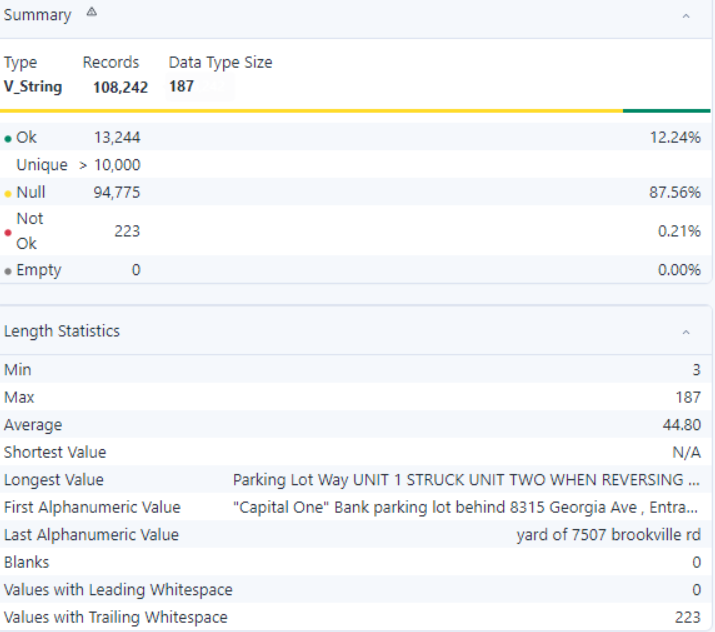 Summary
Type Records Data Type Size
V_String 108,242 187
Ok 13,244 12.24%
Unique > 10,000
Null 94,775 87.56%
Not
Ok 223 0.21%
Empty 0 0.00%
Length Statistics
Min 3
Max 187
Average 44.80
Shortest Value N/A
Longest Value Parking Lot Way UNIT 1 STRUCK UNIT TWO WHEN REVERSING ...
First Alphanumeric Value "Capital One" Bank parking lot behind 8315 Georgia Ave , Entra...
Last Alphanumeric Value yard of 7507 brookville rd
Blanks 0
Values with Leading Whitespace 0
Values with Trailing Whitespace 223